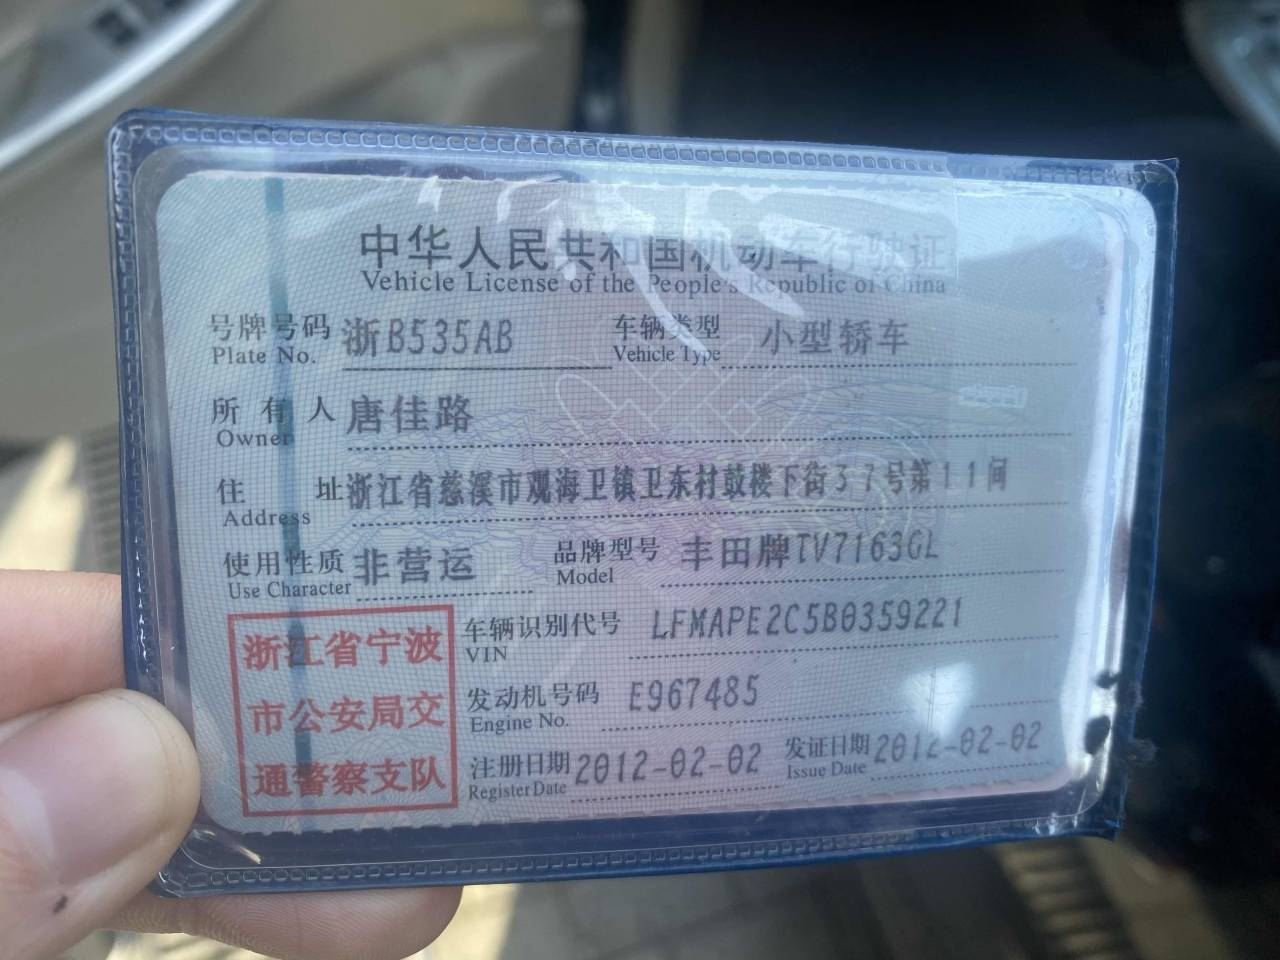 中华人民共和国机动车行驶证
Vehicle License of the People's Republic of China
号牌号码 浙B535AB 车辆类型 小型轿车
Plate No. Vehicle Type
所有人 唐佳路
Owner
住址 浙江省慈溪市观海卫镇卫东村鼓楼下街37号第11间
Address
使用性质 非营运 品牌型号 丰田牌TV7163GL
Use Character Model
浙江省宁波
市公安局交
通警察支队
车辆识别代号 LFMAPE2C5B0359221
VIN
发动机号码 E967485
Engine No.
注册日期 2012-02-02 发证日期 2012-02-02
Register Date Issue Date